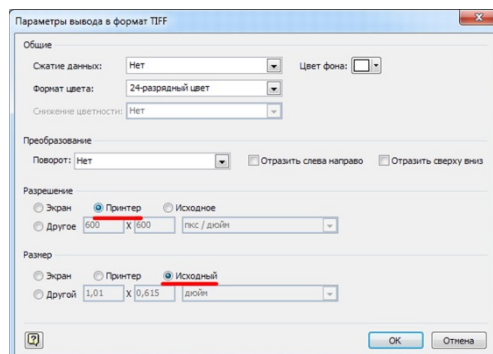 Параметры вывода в формат TIFF
Общие
Сжатие данных: Нет Цвет фона:
Формат цвета: 24-разрядный цвет
Снижение цветности: Нет
Преобразование
Поворот: Нет Отразить слева направо Отразить сверху вниз
Разрешение
Экран Принтер Исходное
Другое 600 X 600 пкс / дюйм
Размер
Экран Принтер Исходный
Другой 1,01 X 0,615 дюйм
? OK Отмена